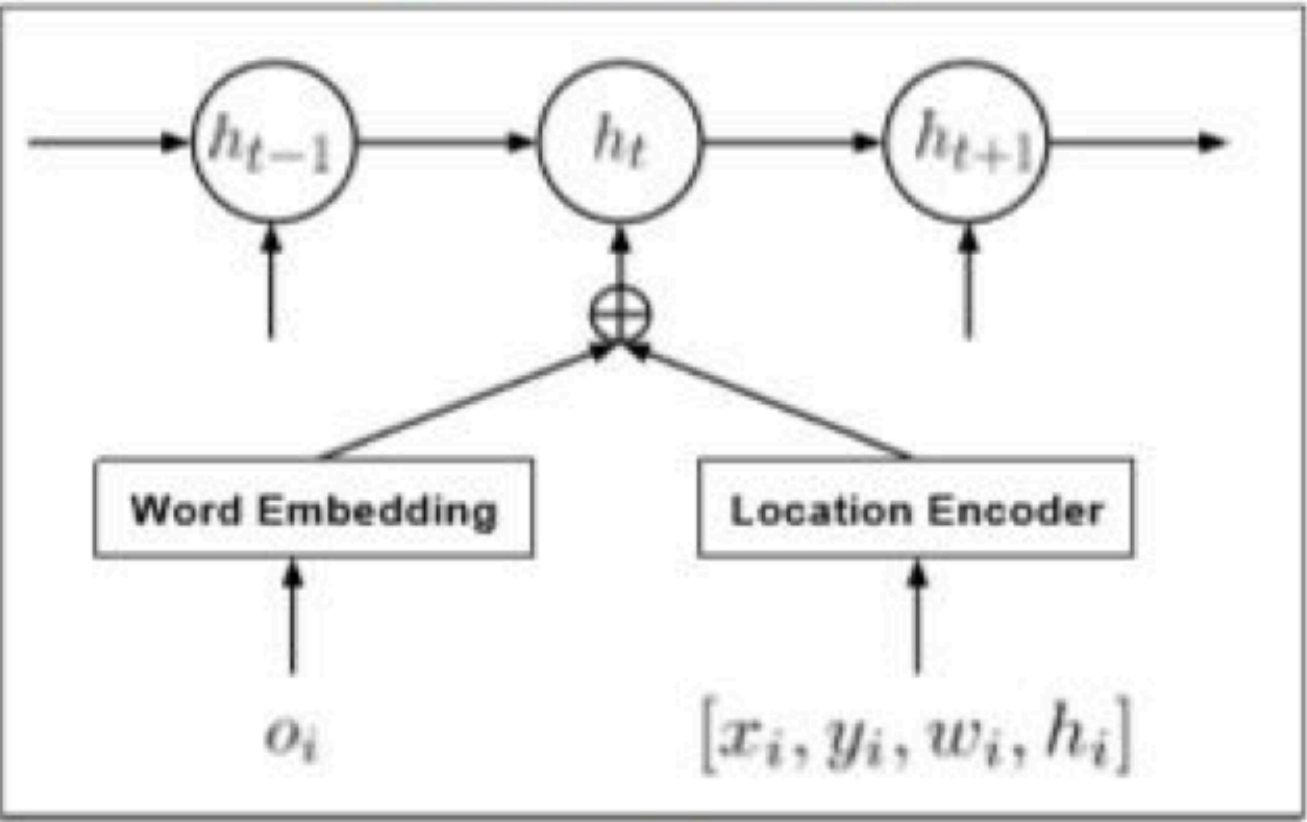 h_{t-1} h_t h_{t+1}
⊕
Word Embedding Location Encoder
o_i [x_i, y_i, w_i, h_i]